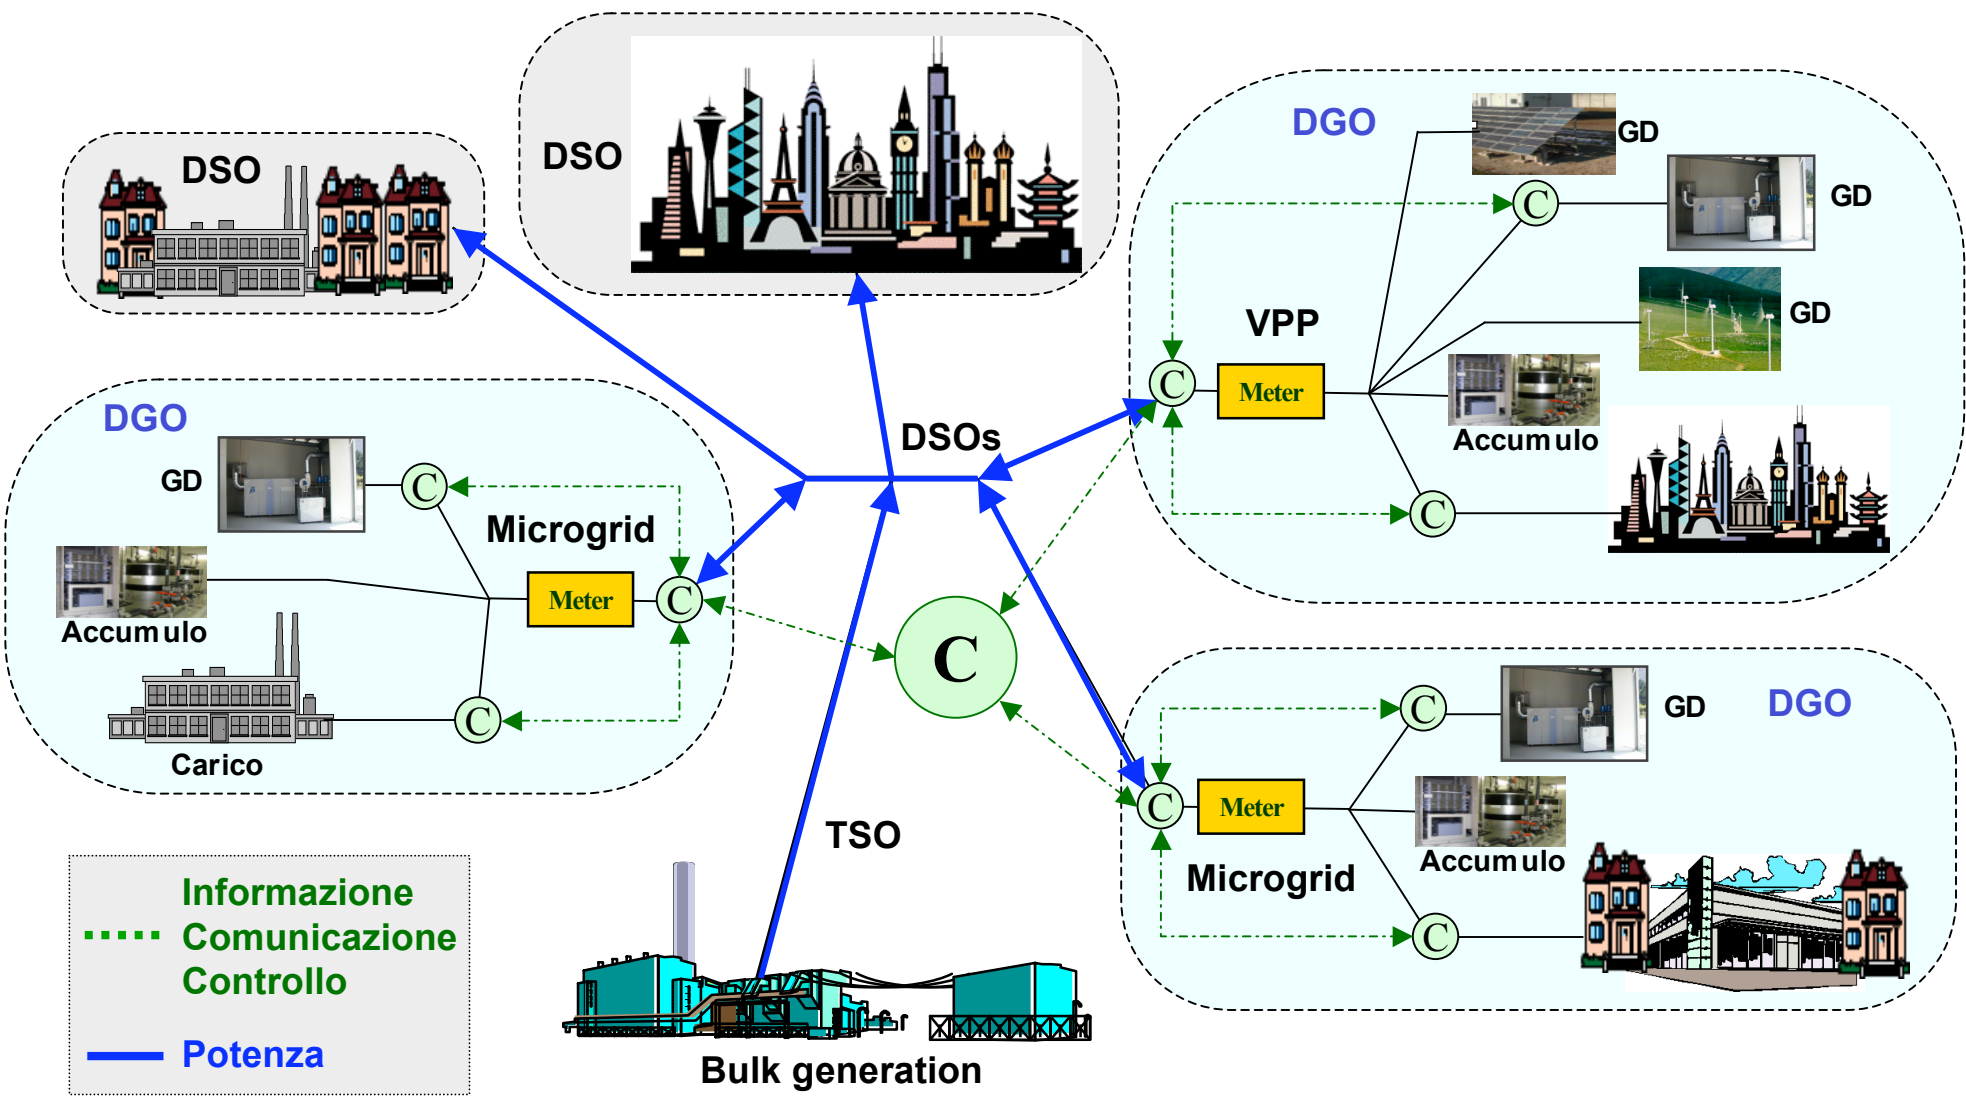 DSO
DSO
DGO
GD
GD
GD
VPP
C
C
Meter
Accumulo
C
DSOs
DGO
GD
C
Microgrid
Accumulo
Meter
C
Carico
C
C
TSO
Bulk generation
DGO
GD
C
C
Meter
Accumulo
Microgrid
C
Informazione
Comunicazione
Controllo
Potenza